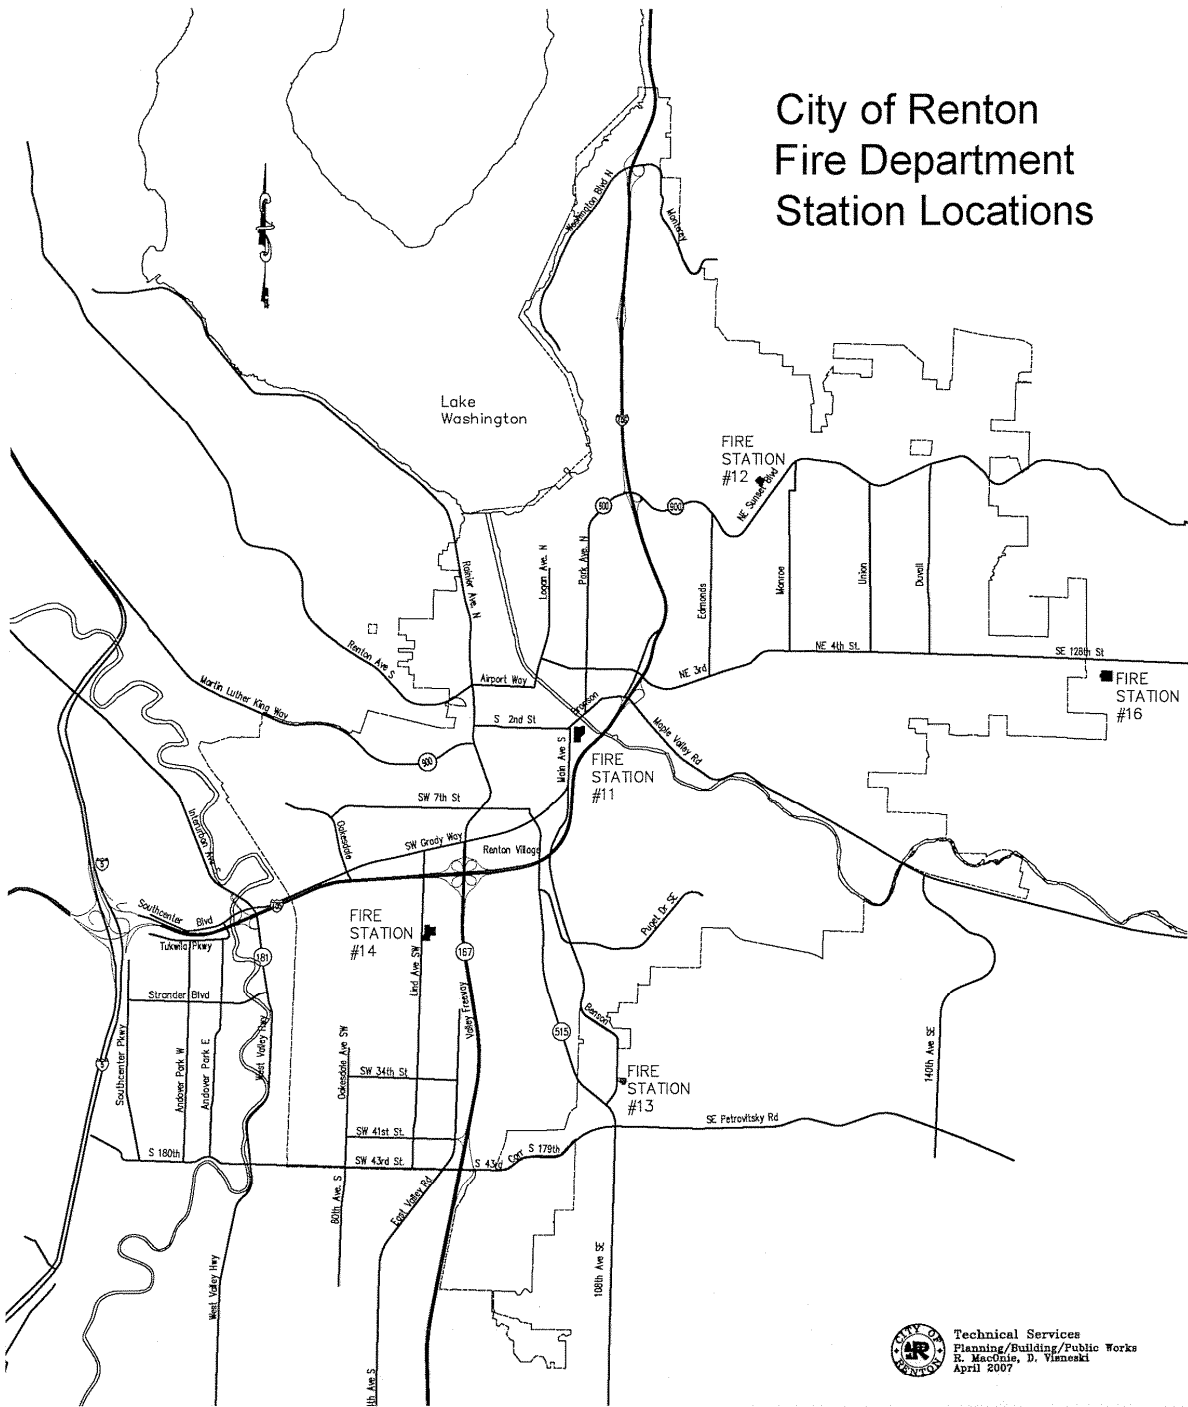 City of Renton
Fire Department
Station Locations
Washington Blvd N
Monterey
Lake
Washington
405
FIRE
STATION
#12
NE Sunset Blvd
900
900
Rainier Ave. N
Logan Ave. N
Park Ave. N
Edmonds
Monroe
Union
Duvall
Renton Ave S
Airport Way
NE 3rd
NE 4th St.
SE 128th St
FIRE
STATION
#16
Martin Luther King Way
900
S 2nd St
Bronson
Maple Valley Rd
Main Ave S
FIRE
STATION
#11
SW 7th St
Oakesdale
Interurban Ave S
SW Grady Way
Renton Village
5
405
Southcenter Blvd
Tukwila Pkwy
FIRE
STATION
#14
Puget Dr SE
181
167
Strander Blvd
Lind Ave SW
Valley Freeway
Benson
515
Southcenter Pkwy
Andover Park W
Andover Park E
West Valley Hwy
Oakesdale Ave SW
5
140th Ave SE
SW 34th St
FIRE
STATION
#13
SE Petrovitsky Rd
SW 41st St.
S 180th
SW 43rd St.
S 43rd
Carr
S 179th
80th Ave. S
East Valley Rd
West Valley Hwy
108th Ave SE
th Ave S
CITY OF
RENTON
Technical Services
Planning/Building/Public Works
R. MacOnie, D. Visneski
April 2007